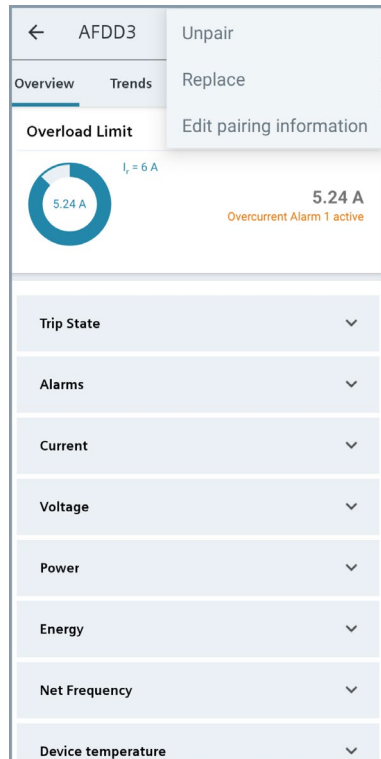 AFDD3
Unpair
Replace
Edit pairing information
Overview
Trends
Overload Limit
Ir = 6 A
5.24 A
5.24 A
Overcurrent Alarm 1 active
Trip State
Alarms
Current
Voltage
Power
Energy
Net Frequency
Device temperature